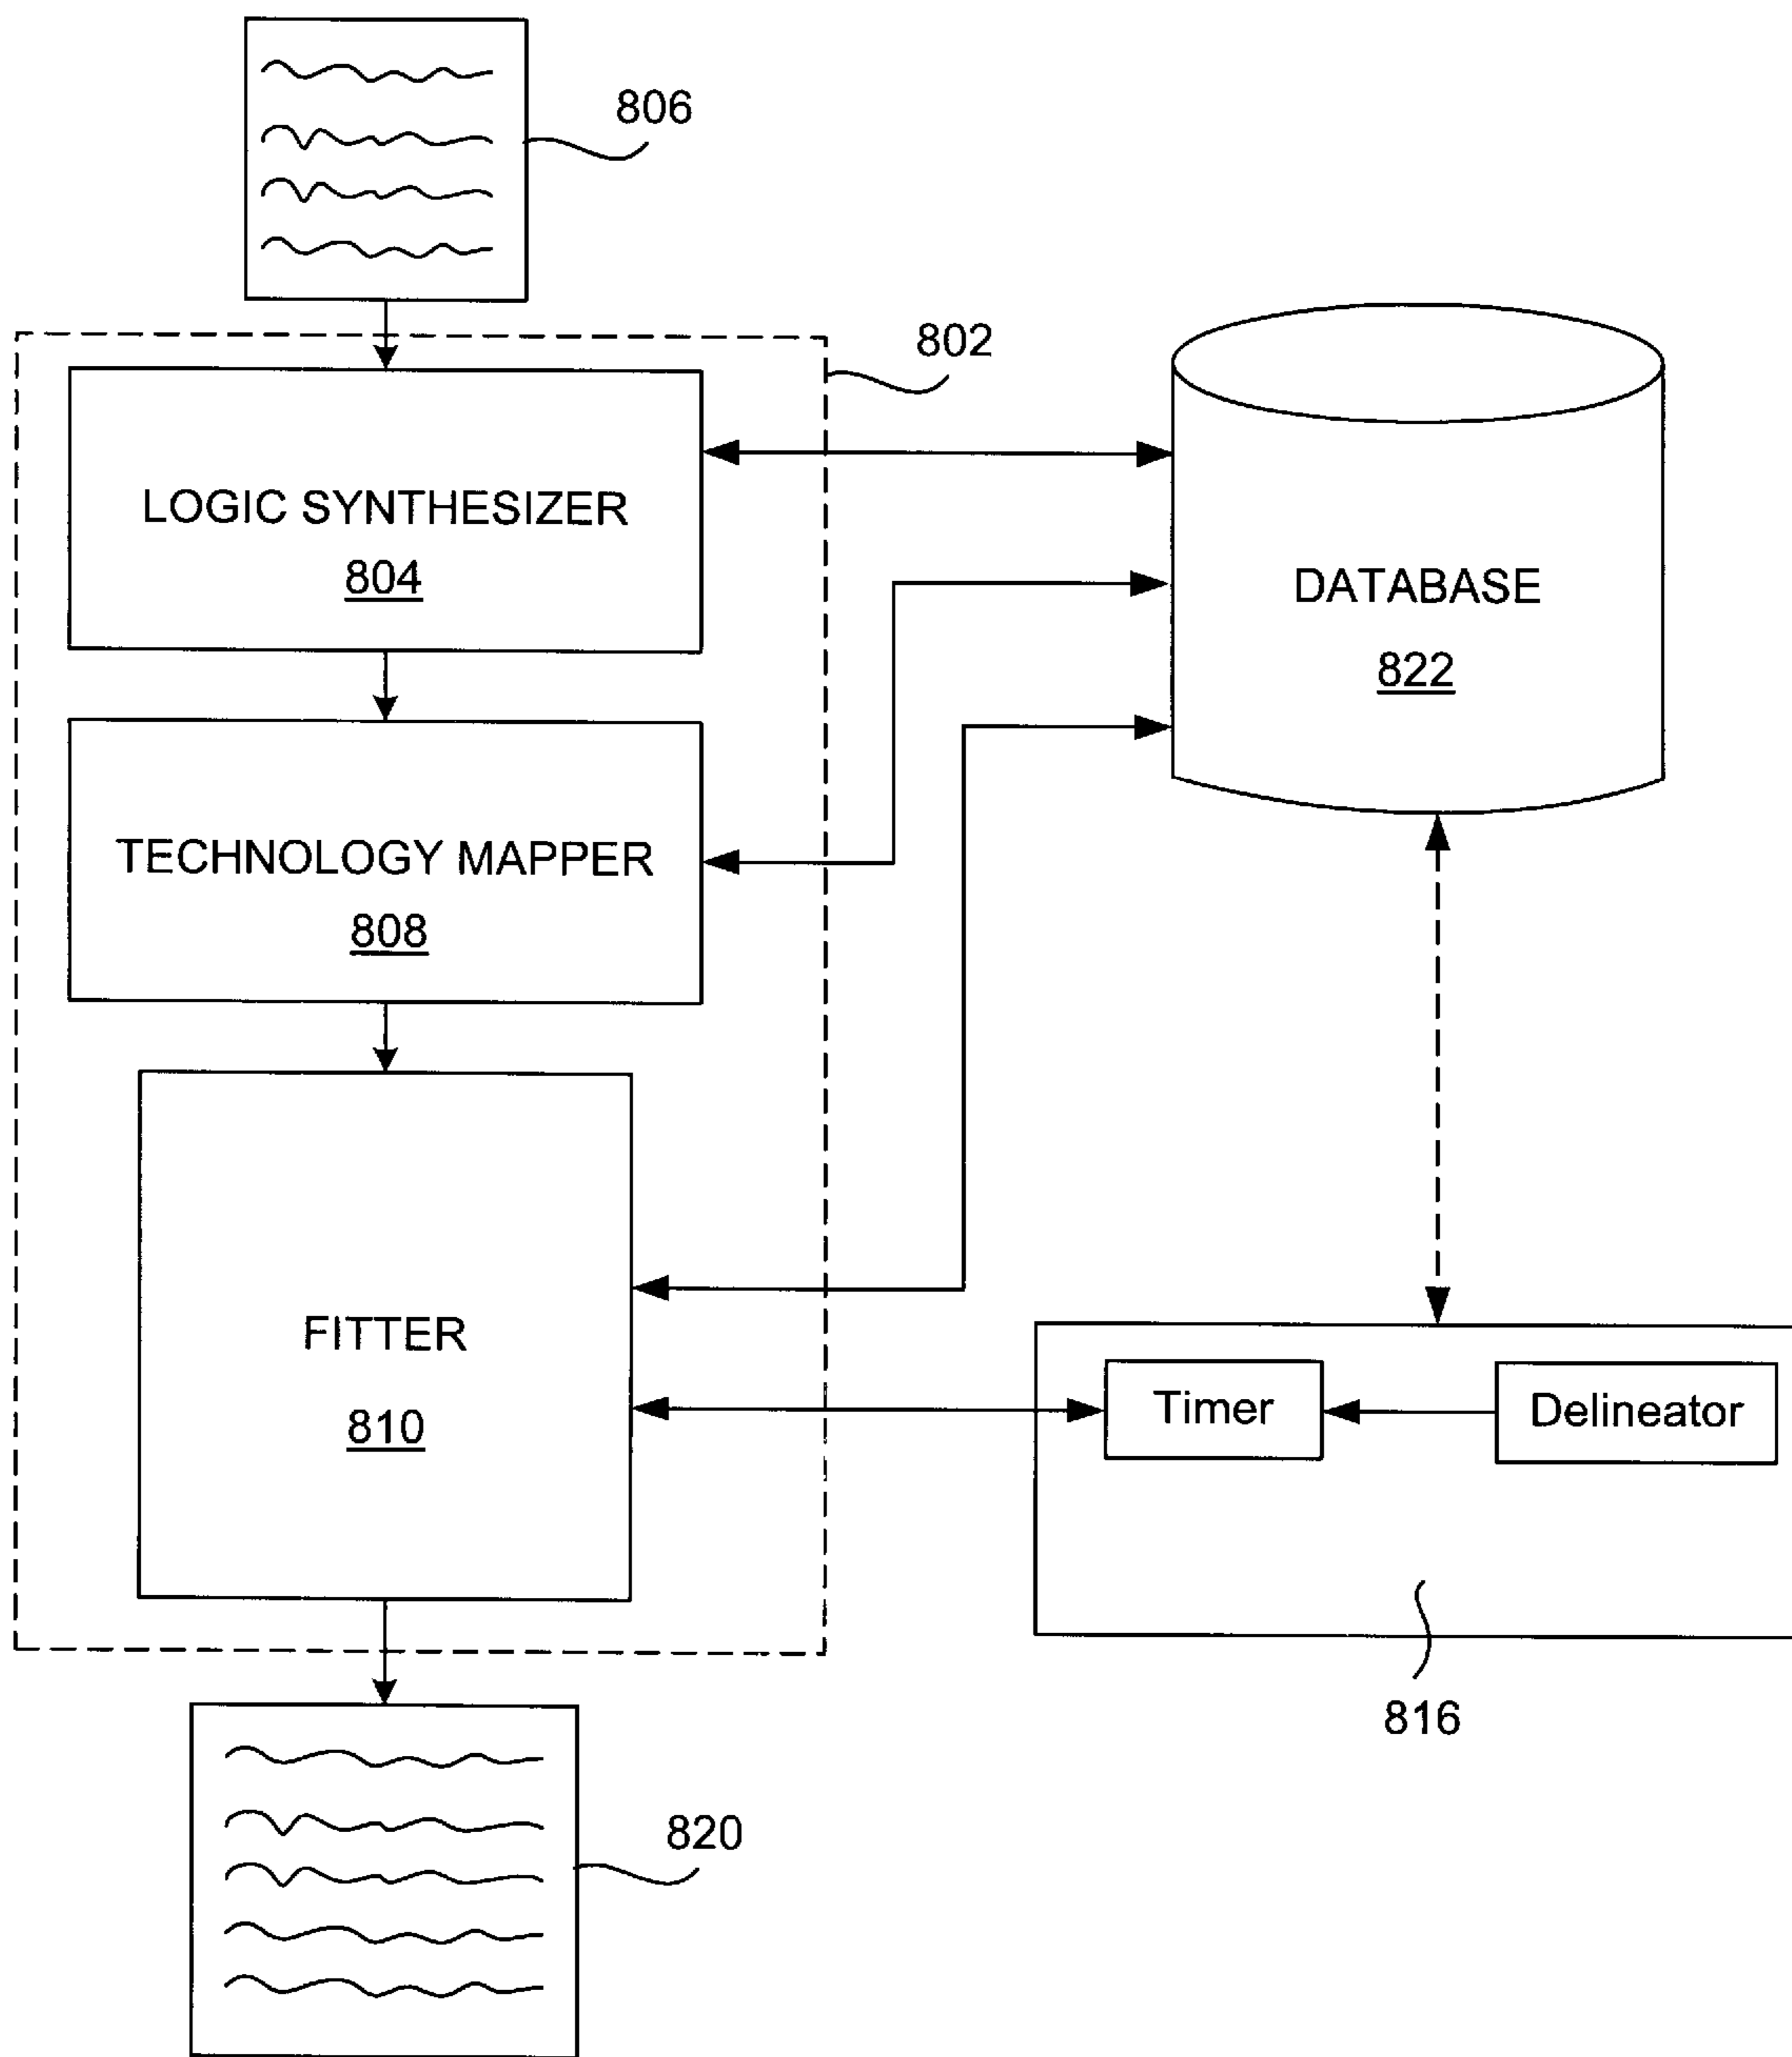 806
802
LOGIC SYNTHESIZER
804
DATABASE
822
TECHNOLOGY MAPPER
808
FITTER
810
Timer
Delineator
816
820